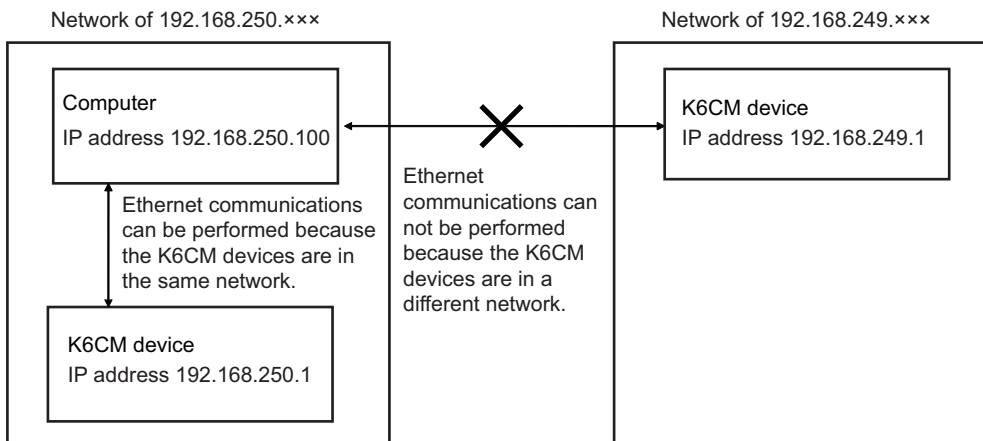 Network of 192.168.250.×××
Network of 192.168.249.×××
Computer
IP address 192.168.250.100
K6CM device
IP address 192.168.249.1
Ethernet communications
can be performed because
the K6CM devices are in
the same network.
Ethernet
communications can
not be performed
because the K6CM
devices are in a
different network.
K6CM device
IP address 192.168.250.1